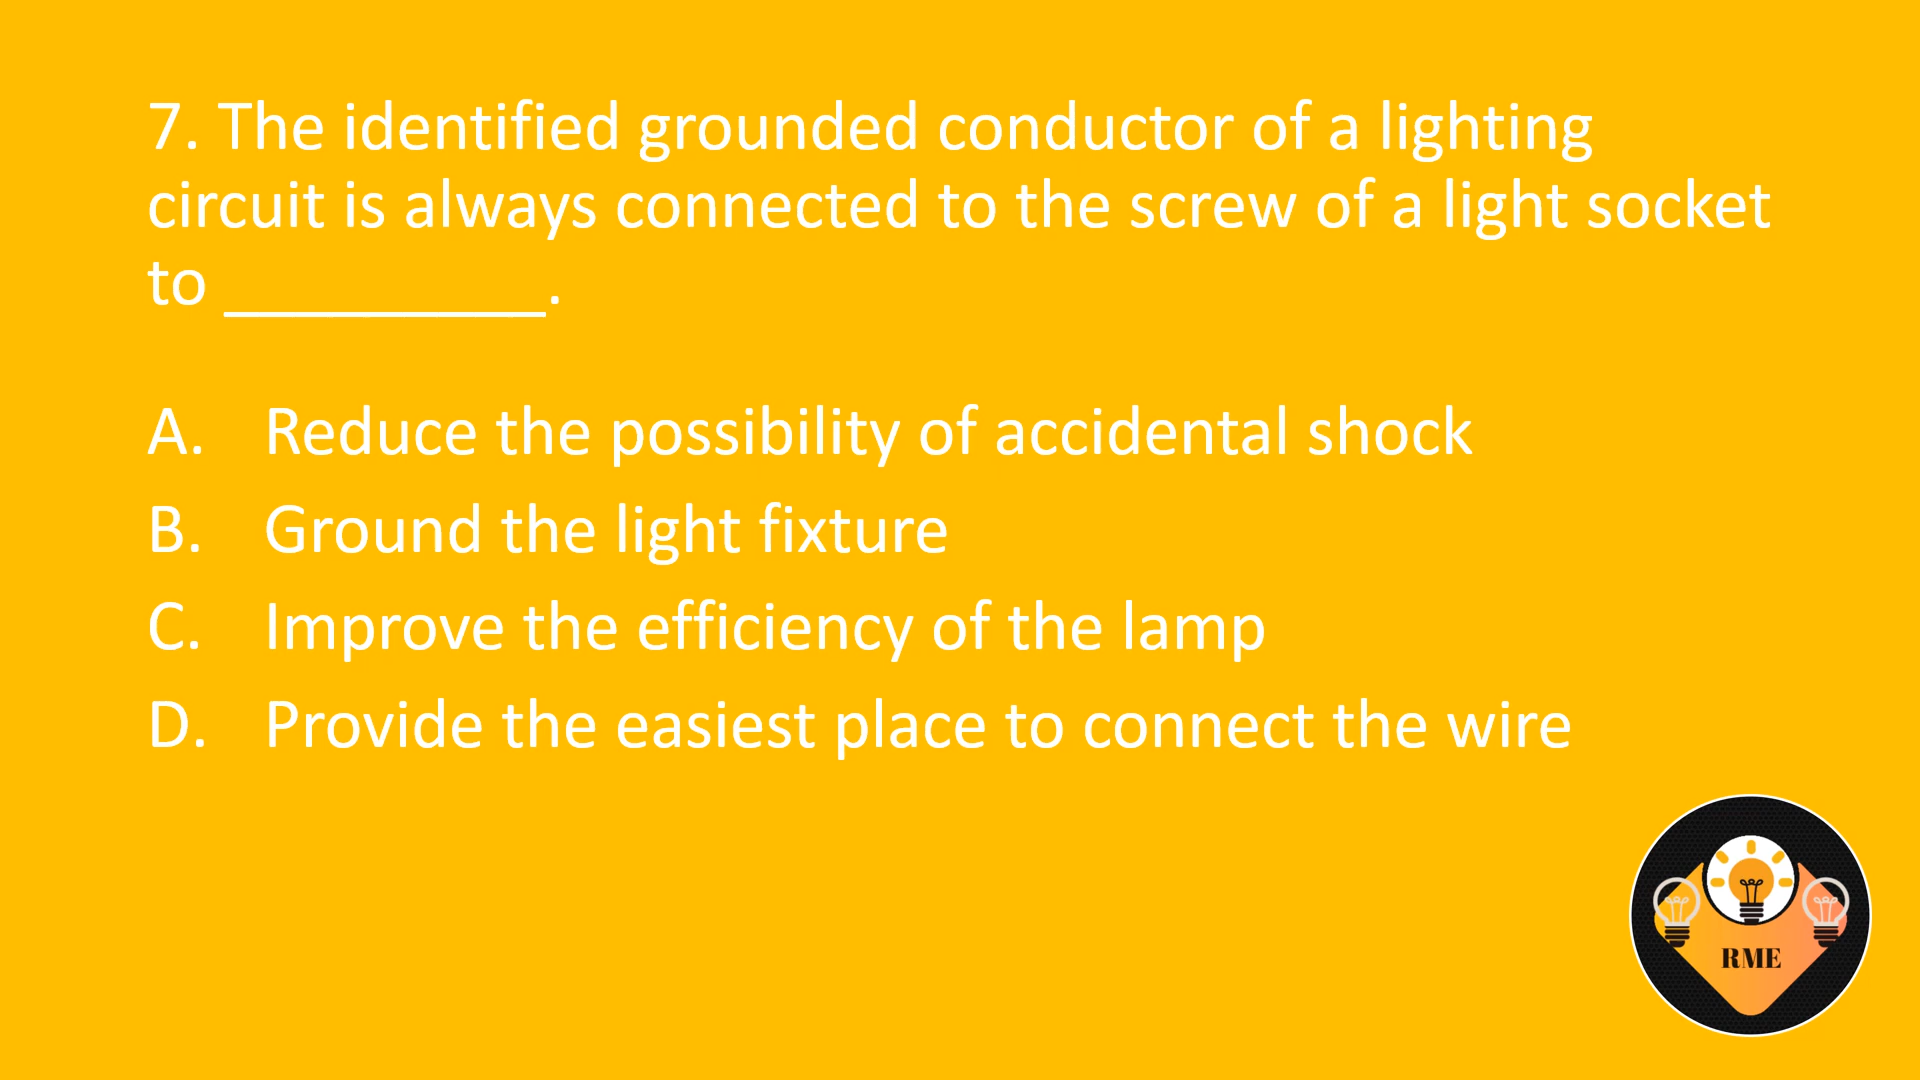 7. The identified grounded conductor of a lighting
circuit is always connected to the screw of a light socket
to __________.
A. Reduce the possibility of accidental shock
B. Ground the light fixture
C. Improve the efficiency of the lamp
D. Provide the easiest place to connect the wire
RME